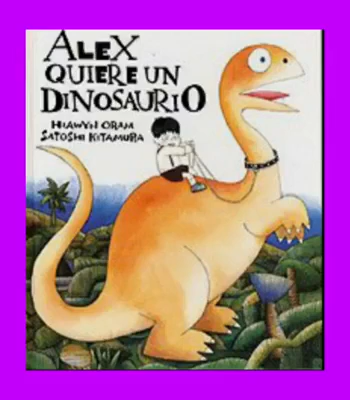 ALEX
QUIERE UN
DINOSAURIO
HIAWYN ORAM
SATOSHI KITAMURA